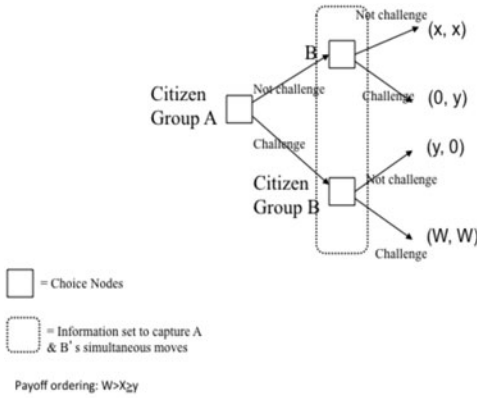 Not challenge
(x, x)
B
Not challenge
Challenge
(0, y)
Citizen
Group A
Challenge
(y, 0)
Citizen
Group B
Not challenge
(W, W)
Challenge
= Choice Nodes
= Information set to capture A
& B's simultaneous moves
Payoff ordering: W>X≥y